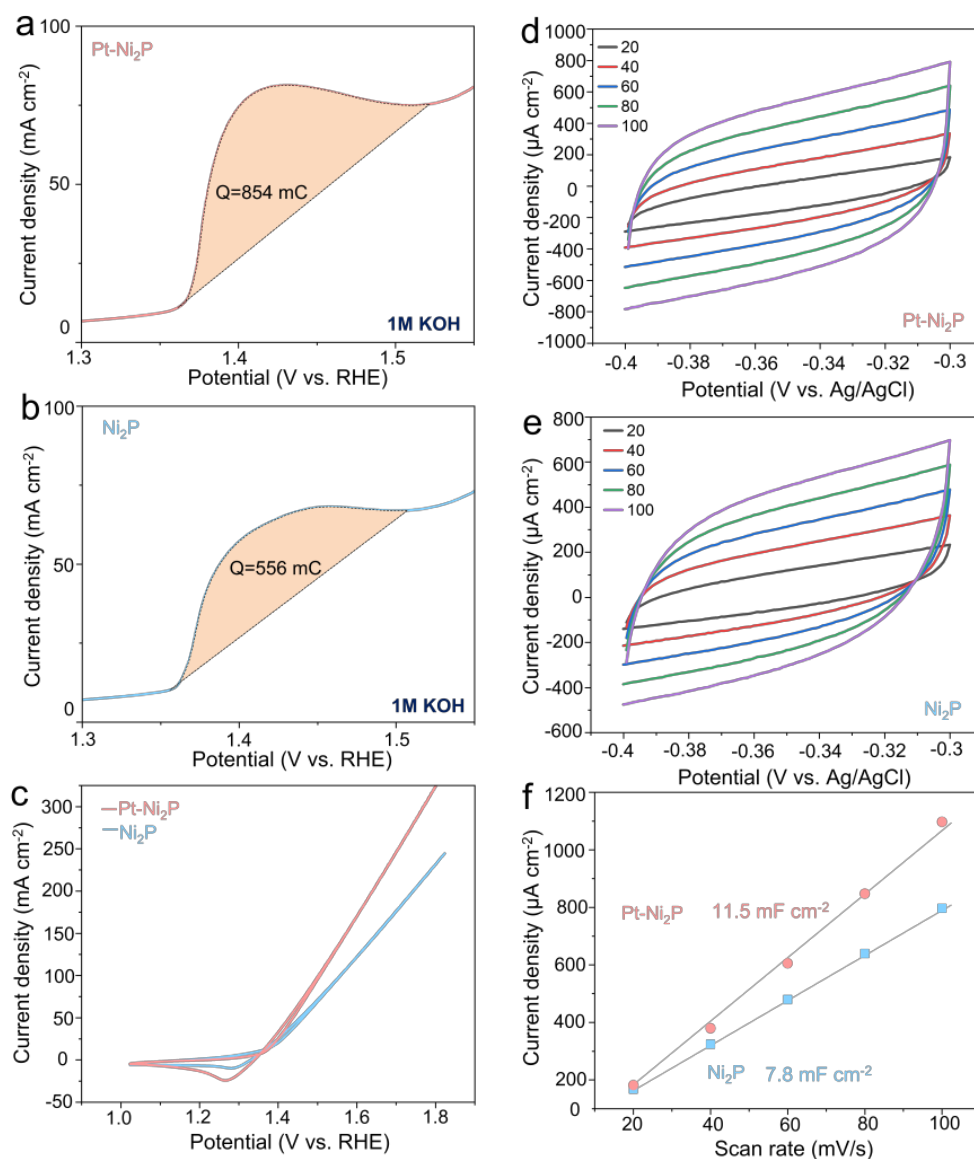 a
100
Pt-Ni₂P
50
0
Q=854 mC
1M KOH
1.3
1.4
1.5
Potential (V vs. RHE)
Current density (mA cm⁻²)
b
100
Ni₂P
50
0
Q=556 mC
1M KOH
1.3
1.4
1.5
Potential (V vs. RHE)
Current density (mA cm⁻²)
c
Pt-Ni₂P
Ni₂P
300
250
200
150
100
50
0
-50
1.0
1.2
1.4
1.6
1.8
Potential (V vs. RHE)
Current density (mA cm⁻²)
d
1000
800
600
400
200
0
-200
-400
-600
-800
-1000
20
40
60
80
100
Pt-Ni₂P
-0.4
-0.38
-0.36
-0.34
-0.32
-0.3
Potential (V vs. Ag/AgCl)
Current density (µA cm⁻²)
e
800
600
400
200
0
-200
-400
-600
20
40
60
80
100
Ni₂P
-0.4
-0.38
-0.36
-0.34
-0.32
-0.3
Potential (V vs. Ag/AgCl)
Current density (µA cm⁻²)
f
1200
1000
800
600
400
200
0
Pt-Ni₂P 11.5 mF cm⁻²
Ni₂P 7.8 mF cm⁻²
20
40
60
80
100
Scan rate (mV/s)
Current density (µA cm⁻²)